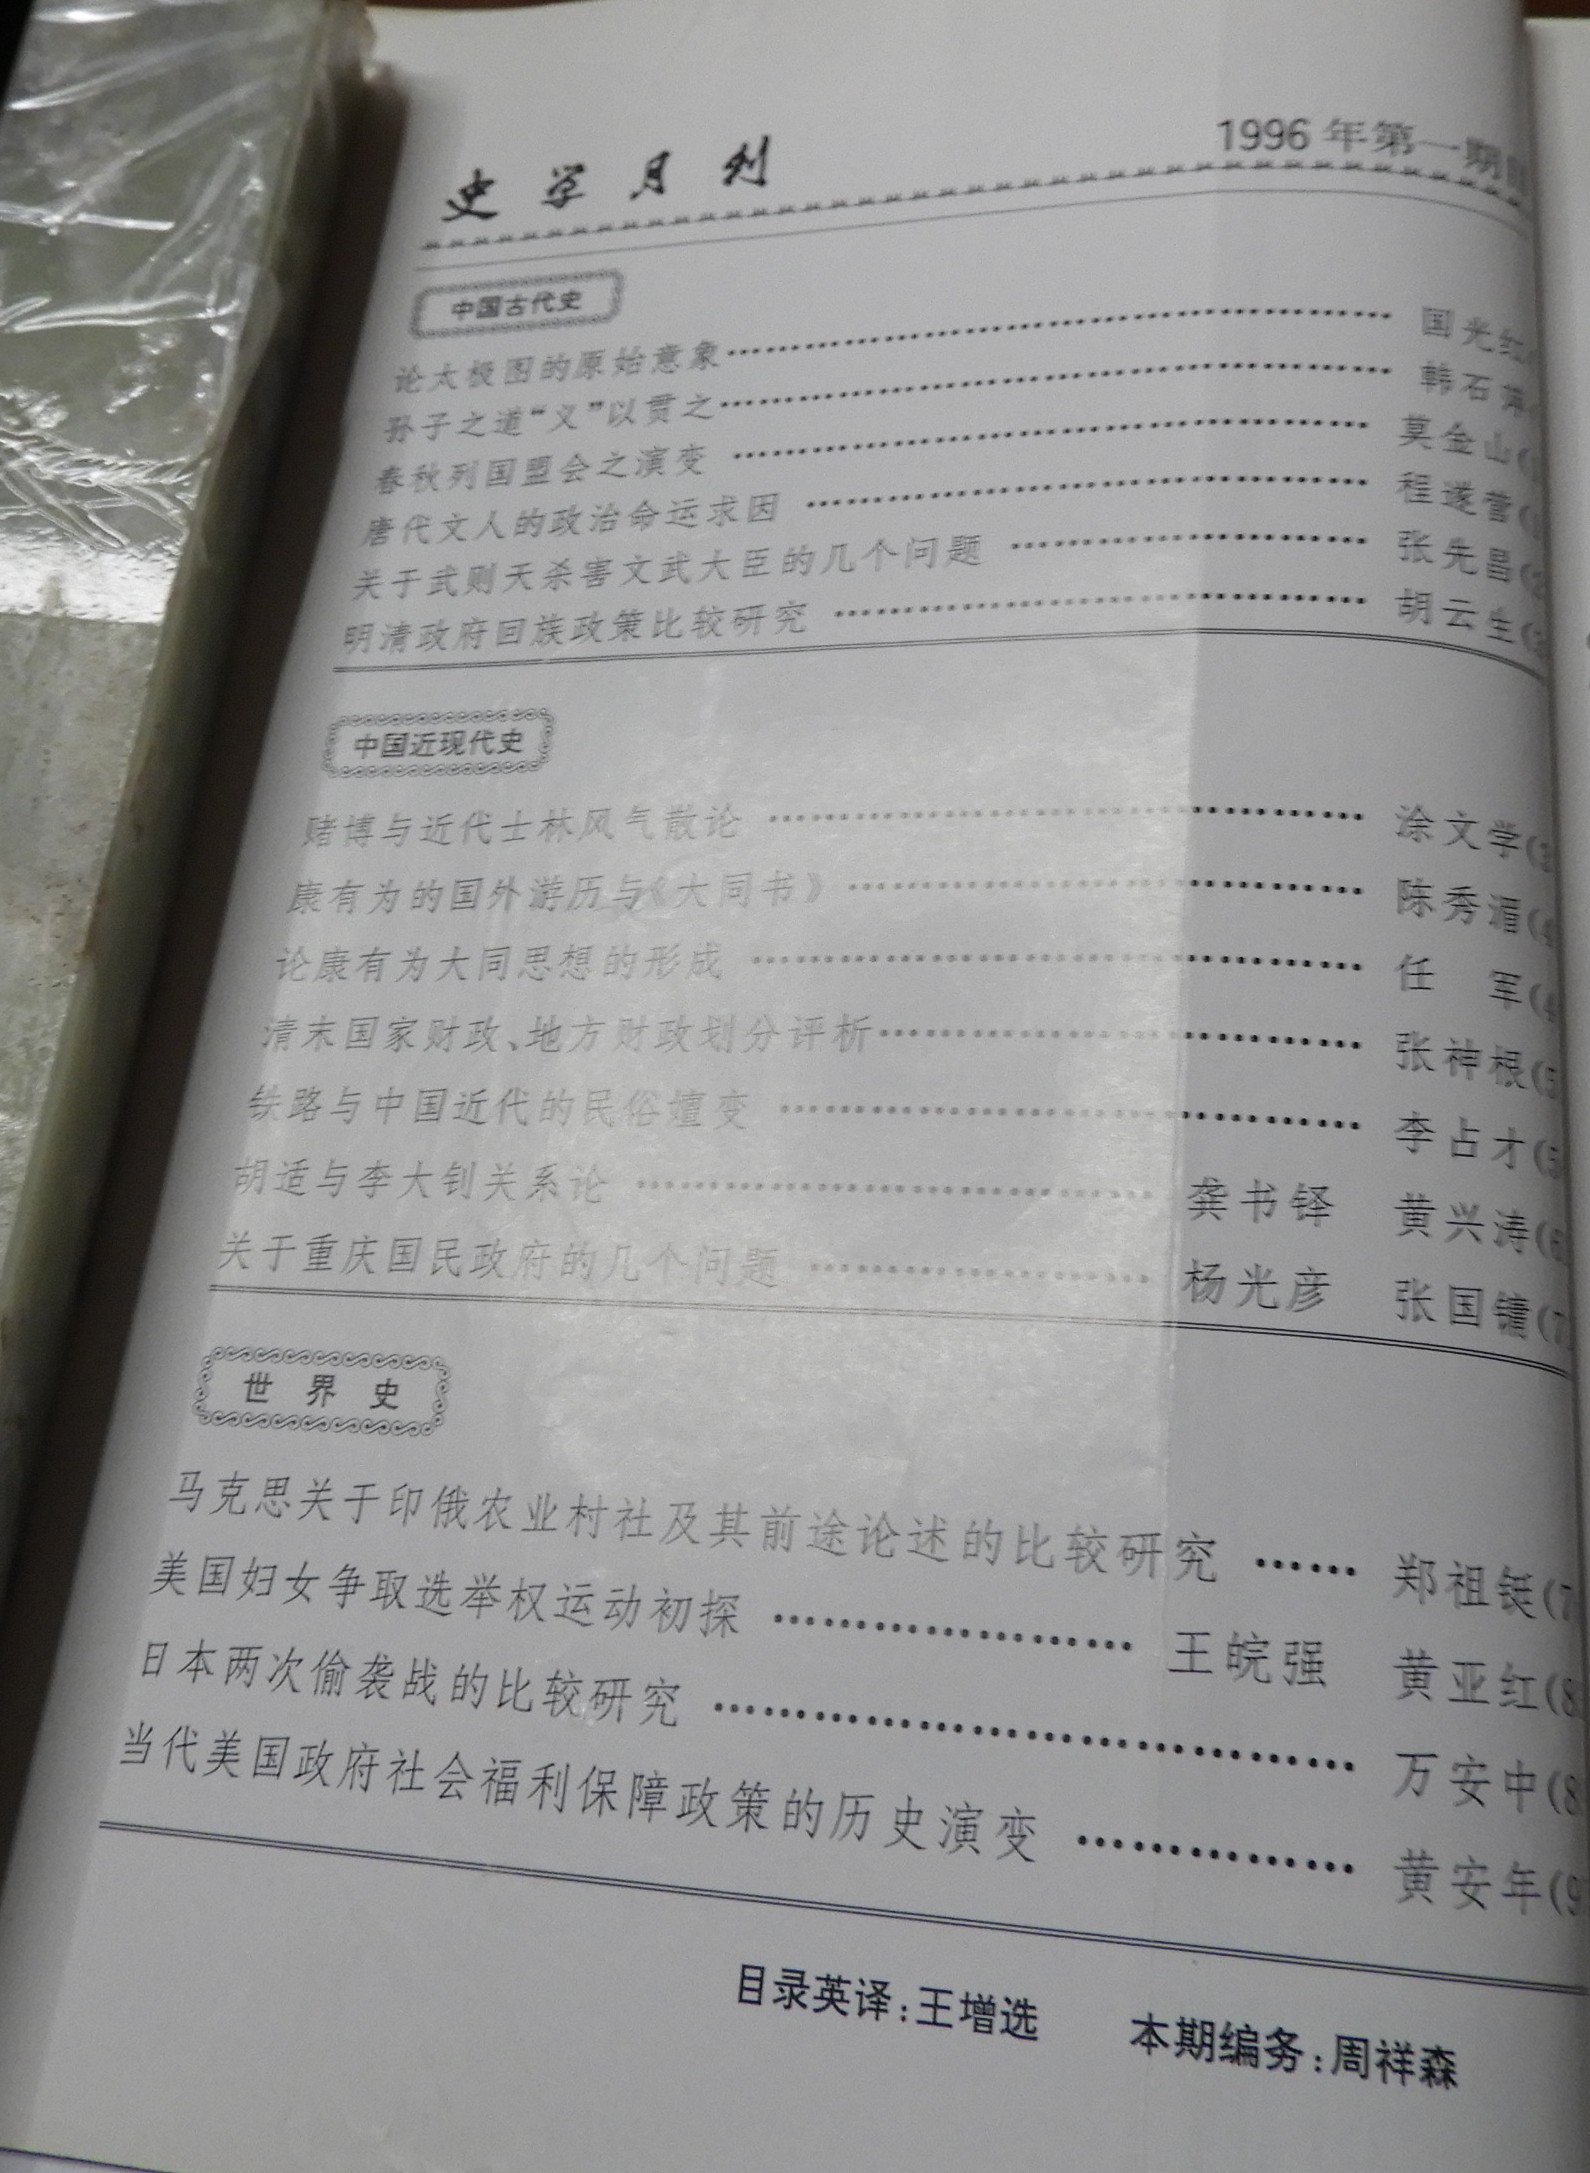 史学月刊
1996年第一期
中国古代史
论太极图的原始意象………国光红
孙子之道“义”以贯之………韩石萍
春秋列国盟会之演变………莫金山
唐代文人的政治命运求因………程遂营
关于武则天杀害文武大臣的几个问题………张先昌
明清政府回族政策比较研究………胡云生
中国近现代史
赌博与近代士林风气散论………涂文学
康有为的国外游历与《大同书》………陈秀湄
论康有为大同思想的形成………任 军
清末国家财政、地方财政划分评析………张神根
铁路与中国近代的民俗嬗变………李占才
胡适与李大钊关系论………龚书铎 黄兴涛
关于重庆国民政府的几个问题………杨光彦 张国镛
世界史
马克思关于印俄农业村社及其前途论述的比较研究……郑祖铤
美国妇女争取选举权运动初探………王皖强 黄亚红
日本两次偷袭战的比较研究………万安中
当代美国政府社会福利保障政策的历史演变………黄安年
目录英译:王增选 本期编务:周祥森